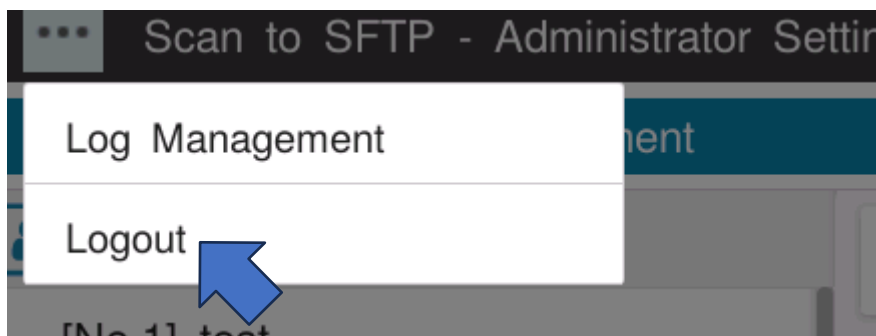 Scan to SFTP - Administrator Settin
Log Management
ment
Logout
[No.1] test